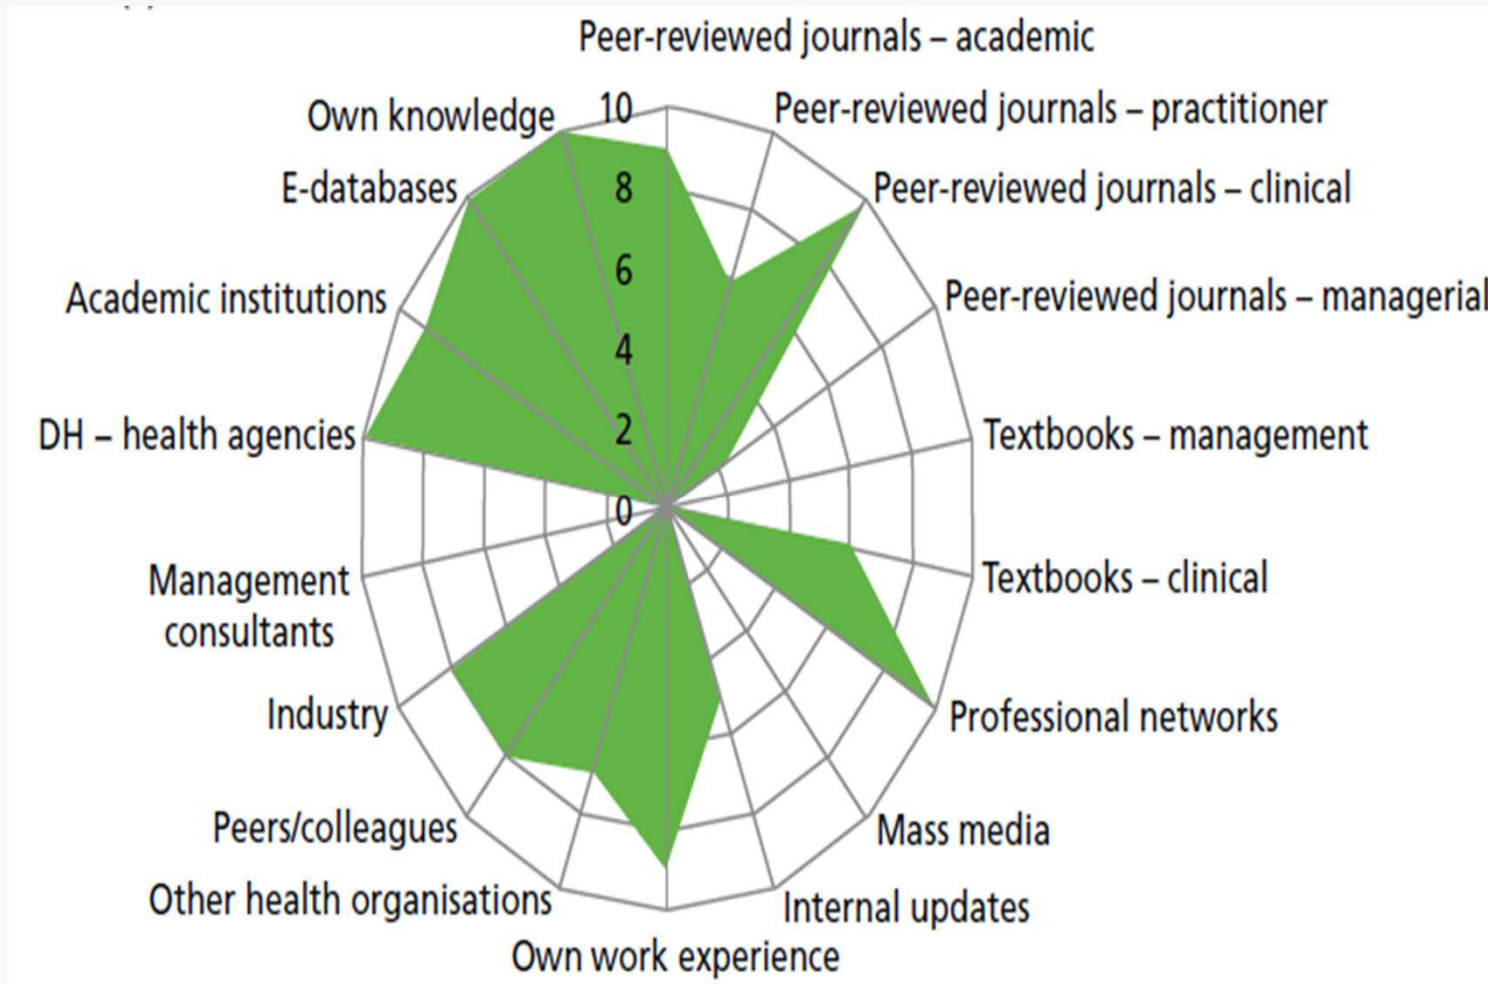 Peer-reviewed journals – academic
Peer-reviewed journals – practitioner
Peer-reviewed journals – clinical
Peer-reviewed journals – managerial
Textbooks – management
Textbooks – clinical
Professional networks
Mass media
Internal updates
Own work experience
Other health organisations
Peers/colleagues
Industry
Management
consultants
DH – health agencies
Academic institutions
E-databases
Own knowledge
10
8
6
4
2
0